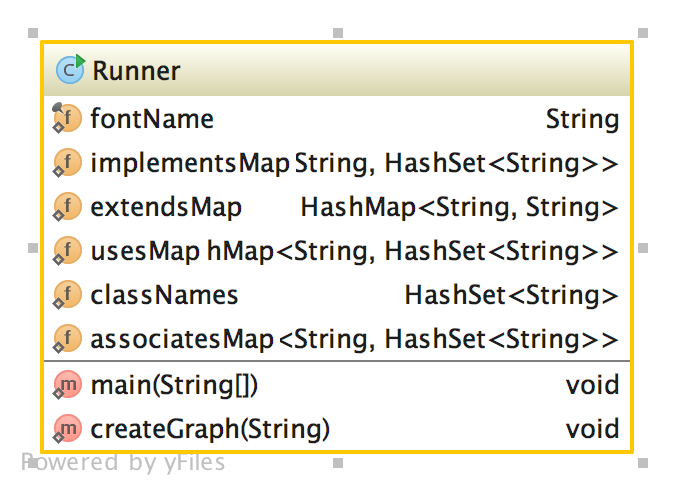 Runner
fontName String
implementsMap String, HashSet<String>>
extendsMap HashMap<String, String>
usesMap hMap<String, HashSet<String>>
classNames HashSet<String>
associatesMap <String, HashSet<String>>
main(String[]) void
createGraph(String) void
Powered by yFiles